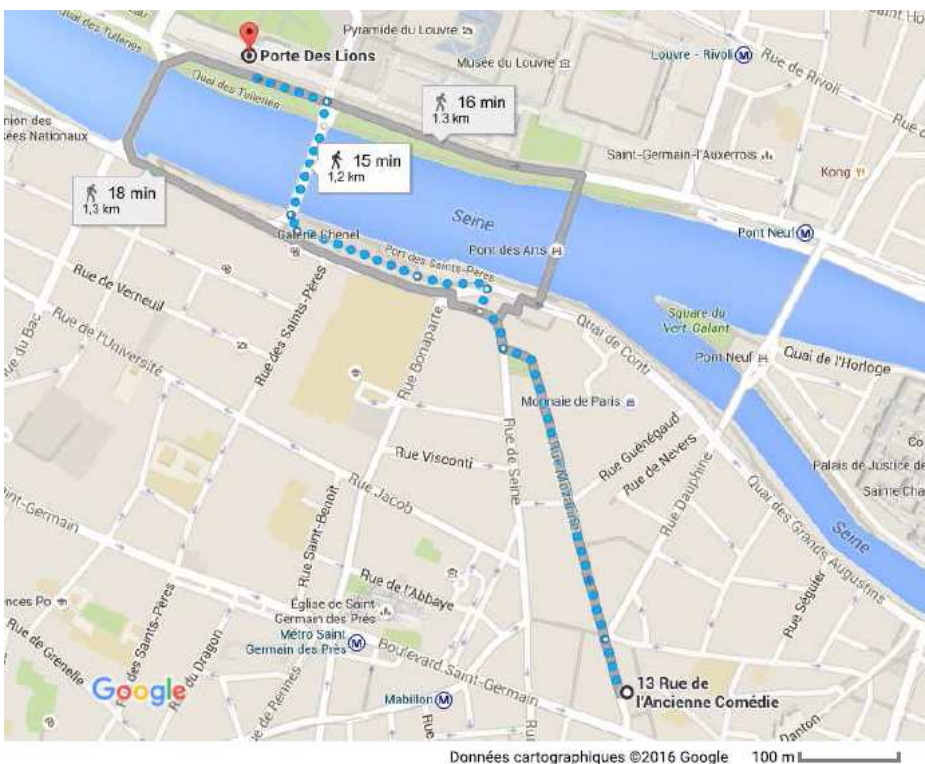 Quai des Tuileries
Pyramide du Louvre
Porte Des Lions
Louvre - Rivoli
Rue de Rivoli
Musée du Louvre
Quai des Tuileries
16 min
1.3 km
Saint-Germain-l'Auxerrois
Kong
15 min
1,2 km
18 min
1,3 km
Seine
Pont des Arts
Pont Neuf
Galerie Chenel
Port des Saints-Pères
Rue de Verneuil
Rue de l'Université
Rue du Bac
Rue des Saints-Pères
Rue Bonaparte
Square du
Vert-Galant
Quai de Conti
Pont Neuf
Quai de l'Horloge
Monnaie de Paris
Rue de Seine
Rue Mazarine
Rue Guénégaud
Rue de Nevers
Rue Dauphine
Rue Visconti
Rue Jacob
Palais de Justice de
Quai des Grands Augustins
Seine
Rue Saint-Benoît
Rue de l'Abbaye
Rue Séguier
Église de Saint
Germain des Prés
Métro Saint
Germain des Prés
Boulevard Saint-Germain
Rue de Grenelle
des Saints-Pères
Rue du Dragon
de Rennes
Google
Mabillon
13 Rue de
l'Ancienne Comédie
Danton
Données cartographiques ©2016 Google
100 m